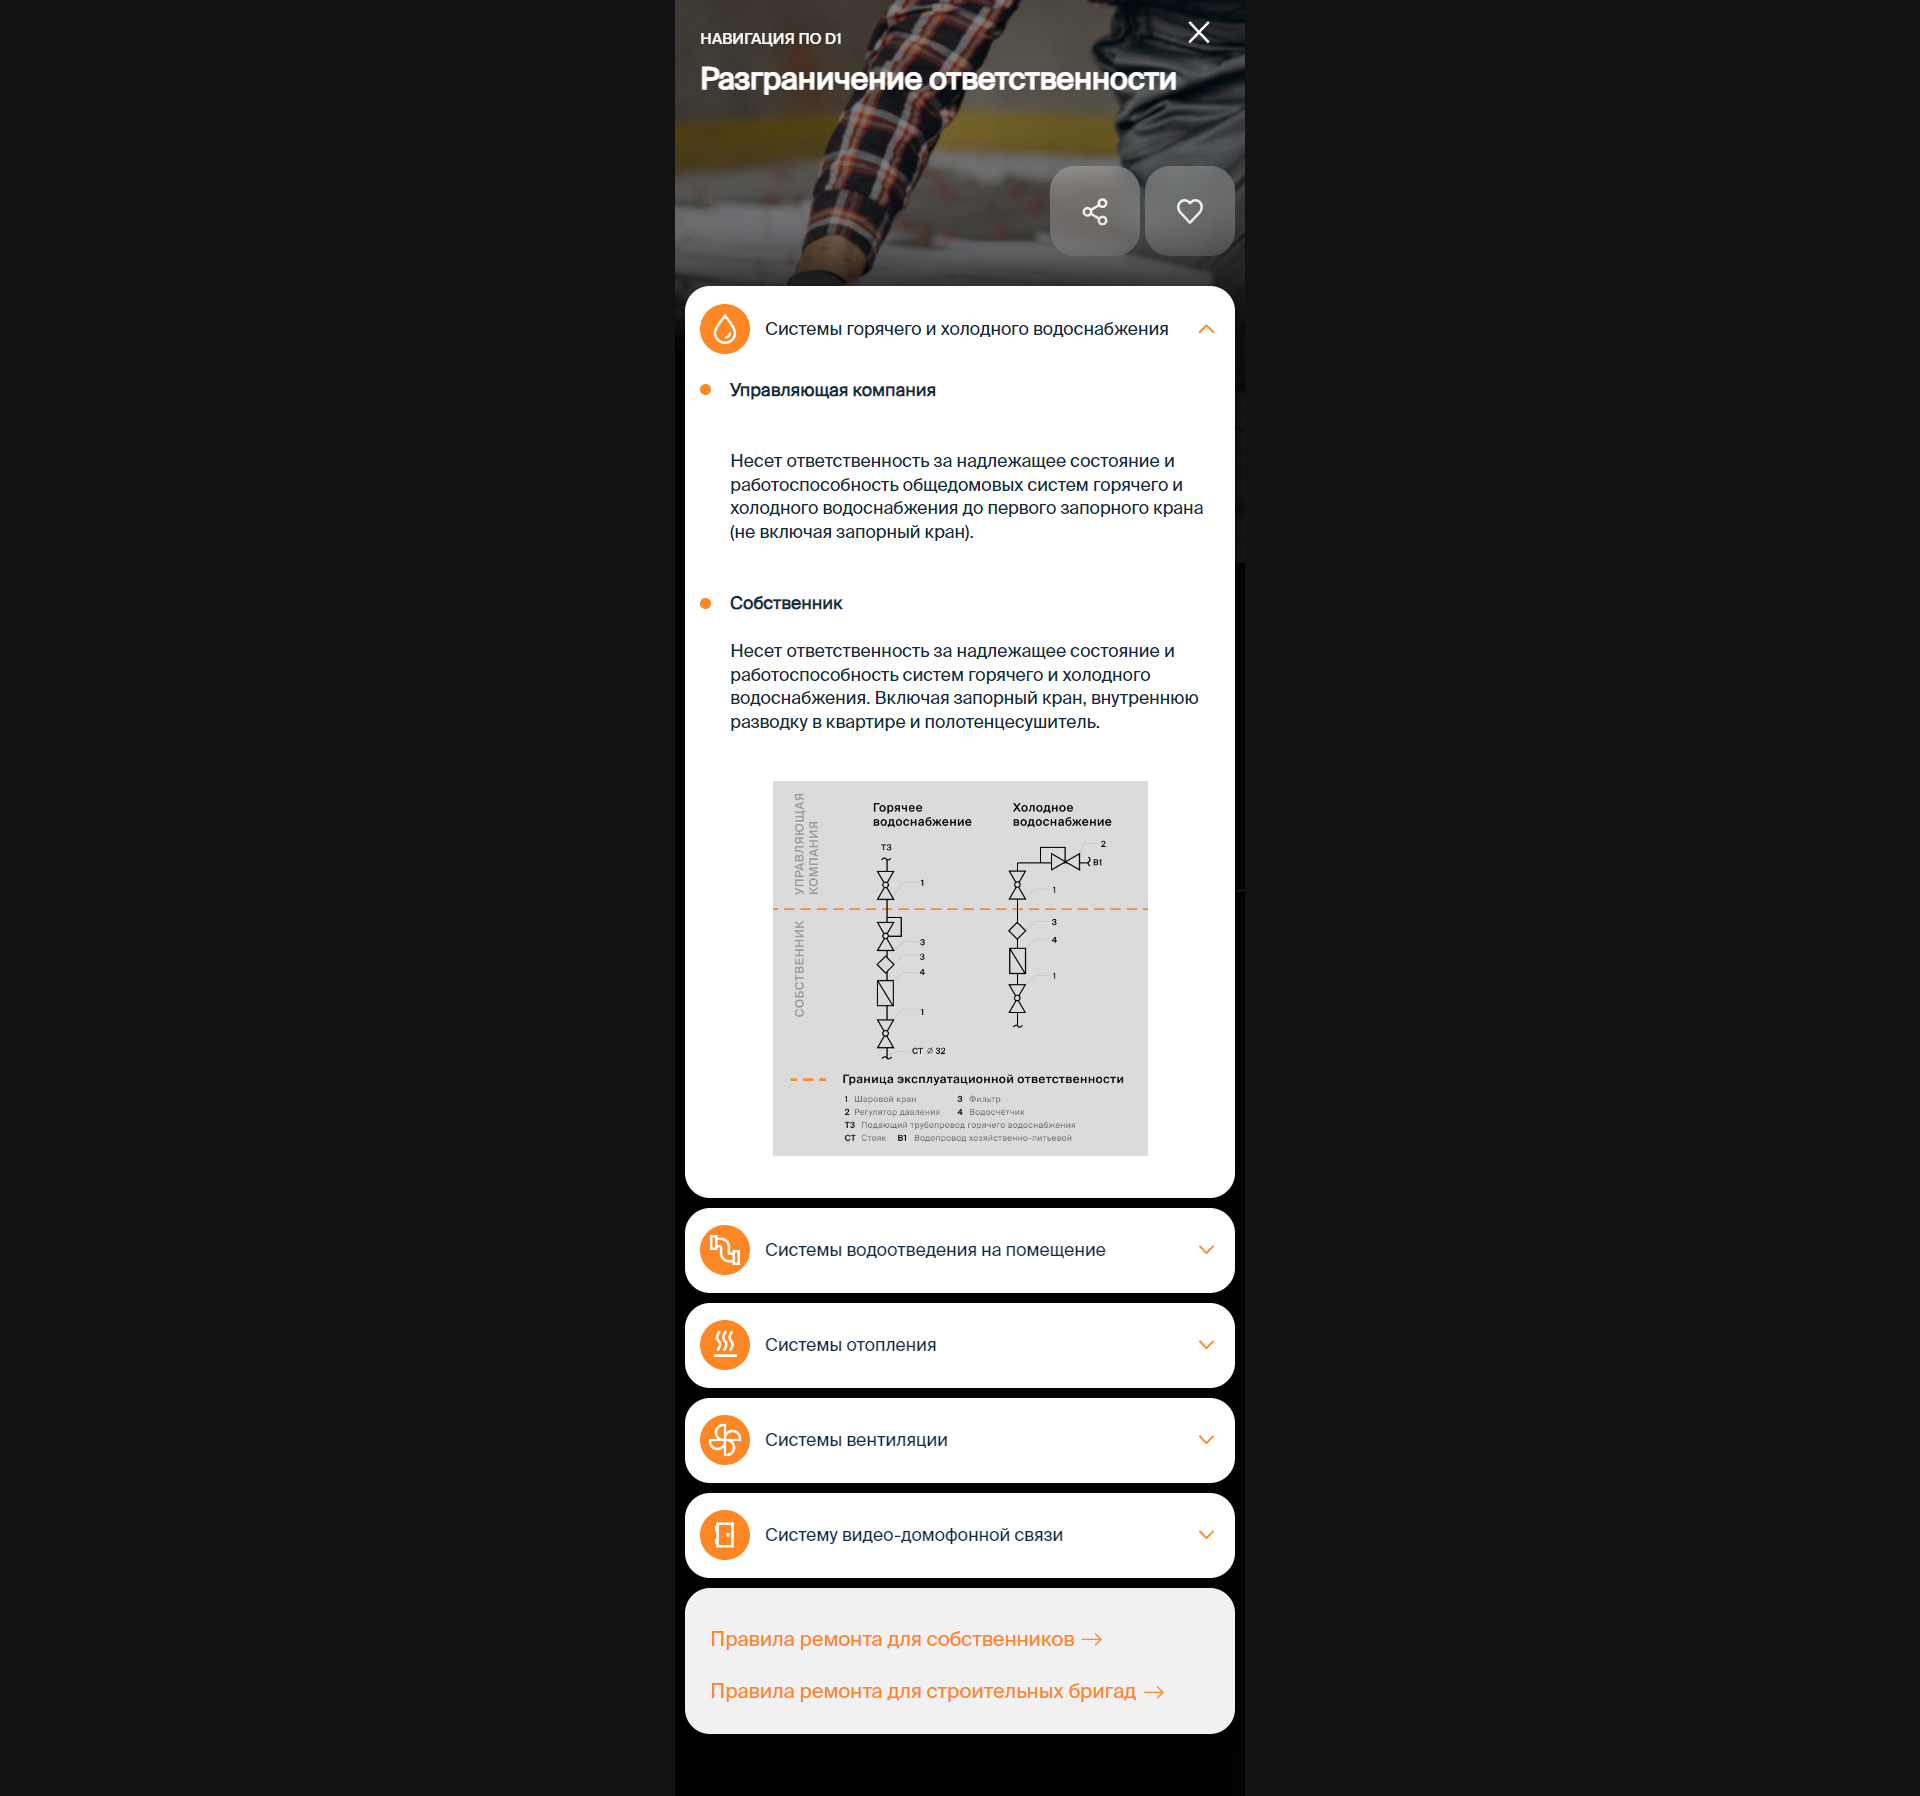 НАВИГАЦИЯ ПО D1
Разграничение ответственности
Системы горячего и холодного водоснабжения
Управляющая компания
Несет ответственность за надлежащее состояние и
работоспособность общедомовых систем горячего и
холодного водоснабжения до первого запорного крана
(не включая запорный кран).
Собственник
Несет ответственность за надлежащее состояние и
работоспособность систем горячего и холодного
водоснабжения. Включая запорный кран, внутреннюю
разводку в квартире и полотенцесушитель.
УПРАВЛЯЮЩАЯ
КОМПАНИЯ
СОБСТВЕННИК
Горячее
водоснабжение
Т3
1
3
3
4
1
СТ ⌀ 32
Холодное
водоснабжение
2
В1
1
3
4
1
Граница эксплуатационной ответственности
1 Шаровой кран 3 Фильтр
2 Регулятор давления 4 Водосчётчик
Т3 Подающий трубопровод горячего водоснабжения
СТ Стояк В1 Водопровод хозяйственно-питьевой
Системы водоотведения на помещение
Системы отопления
Системы вентиляции
Систему видео-домофонной связи
Правила ремонта для собственников →
Правила ремонта для строительных бригад →